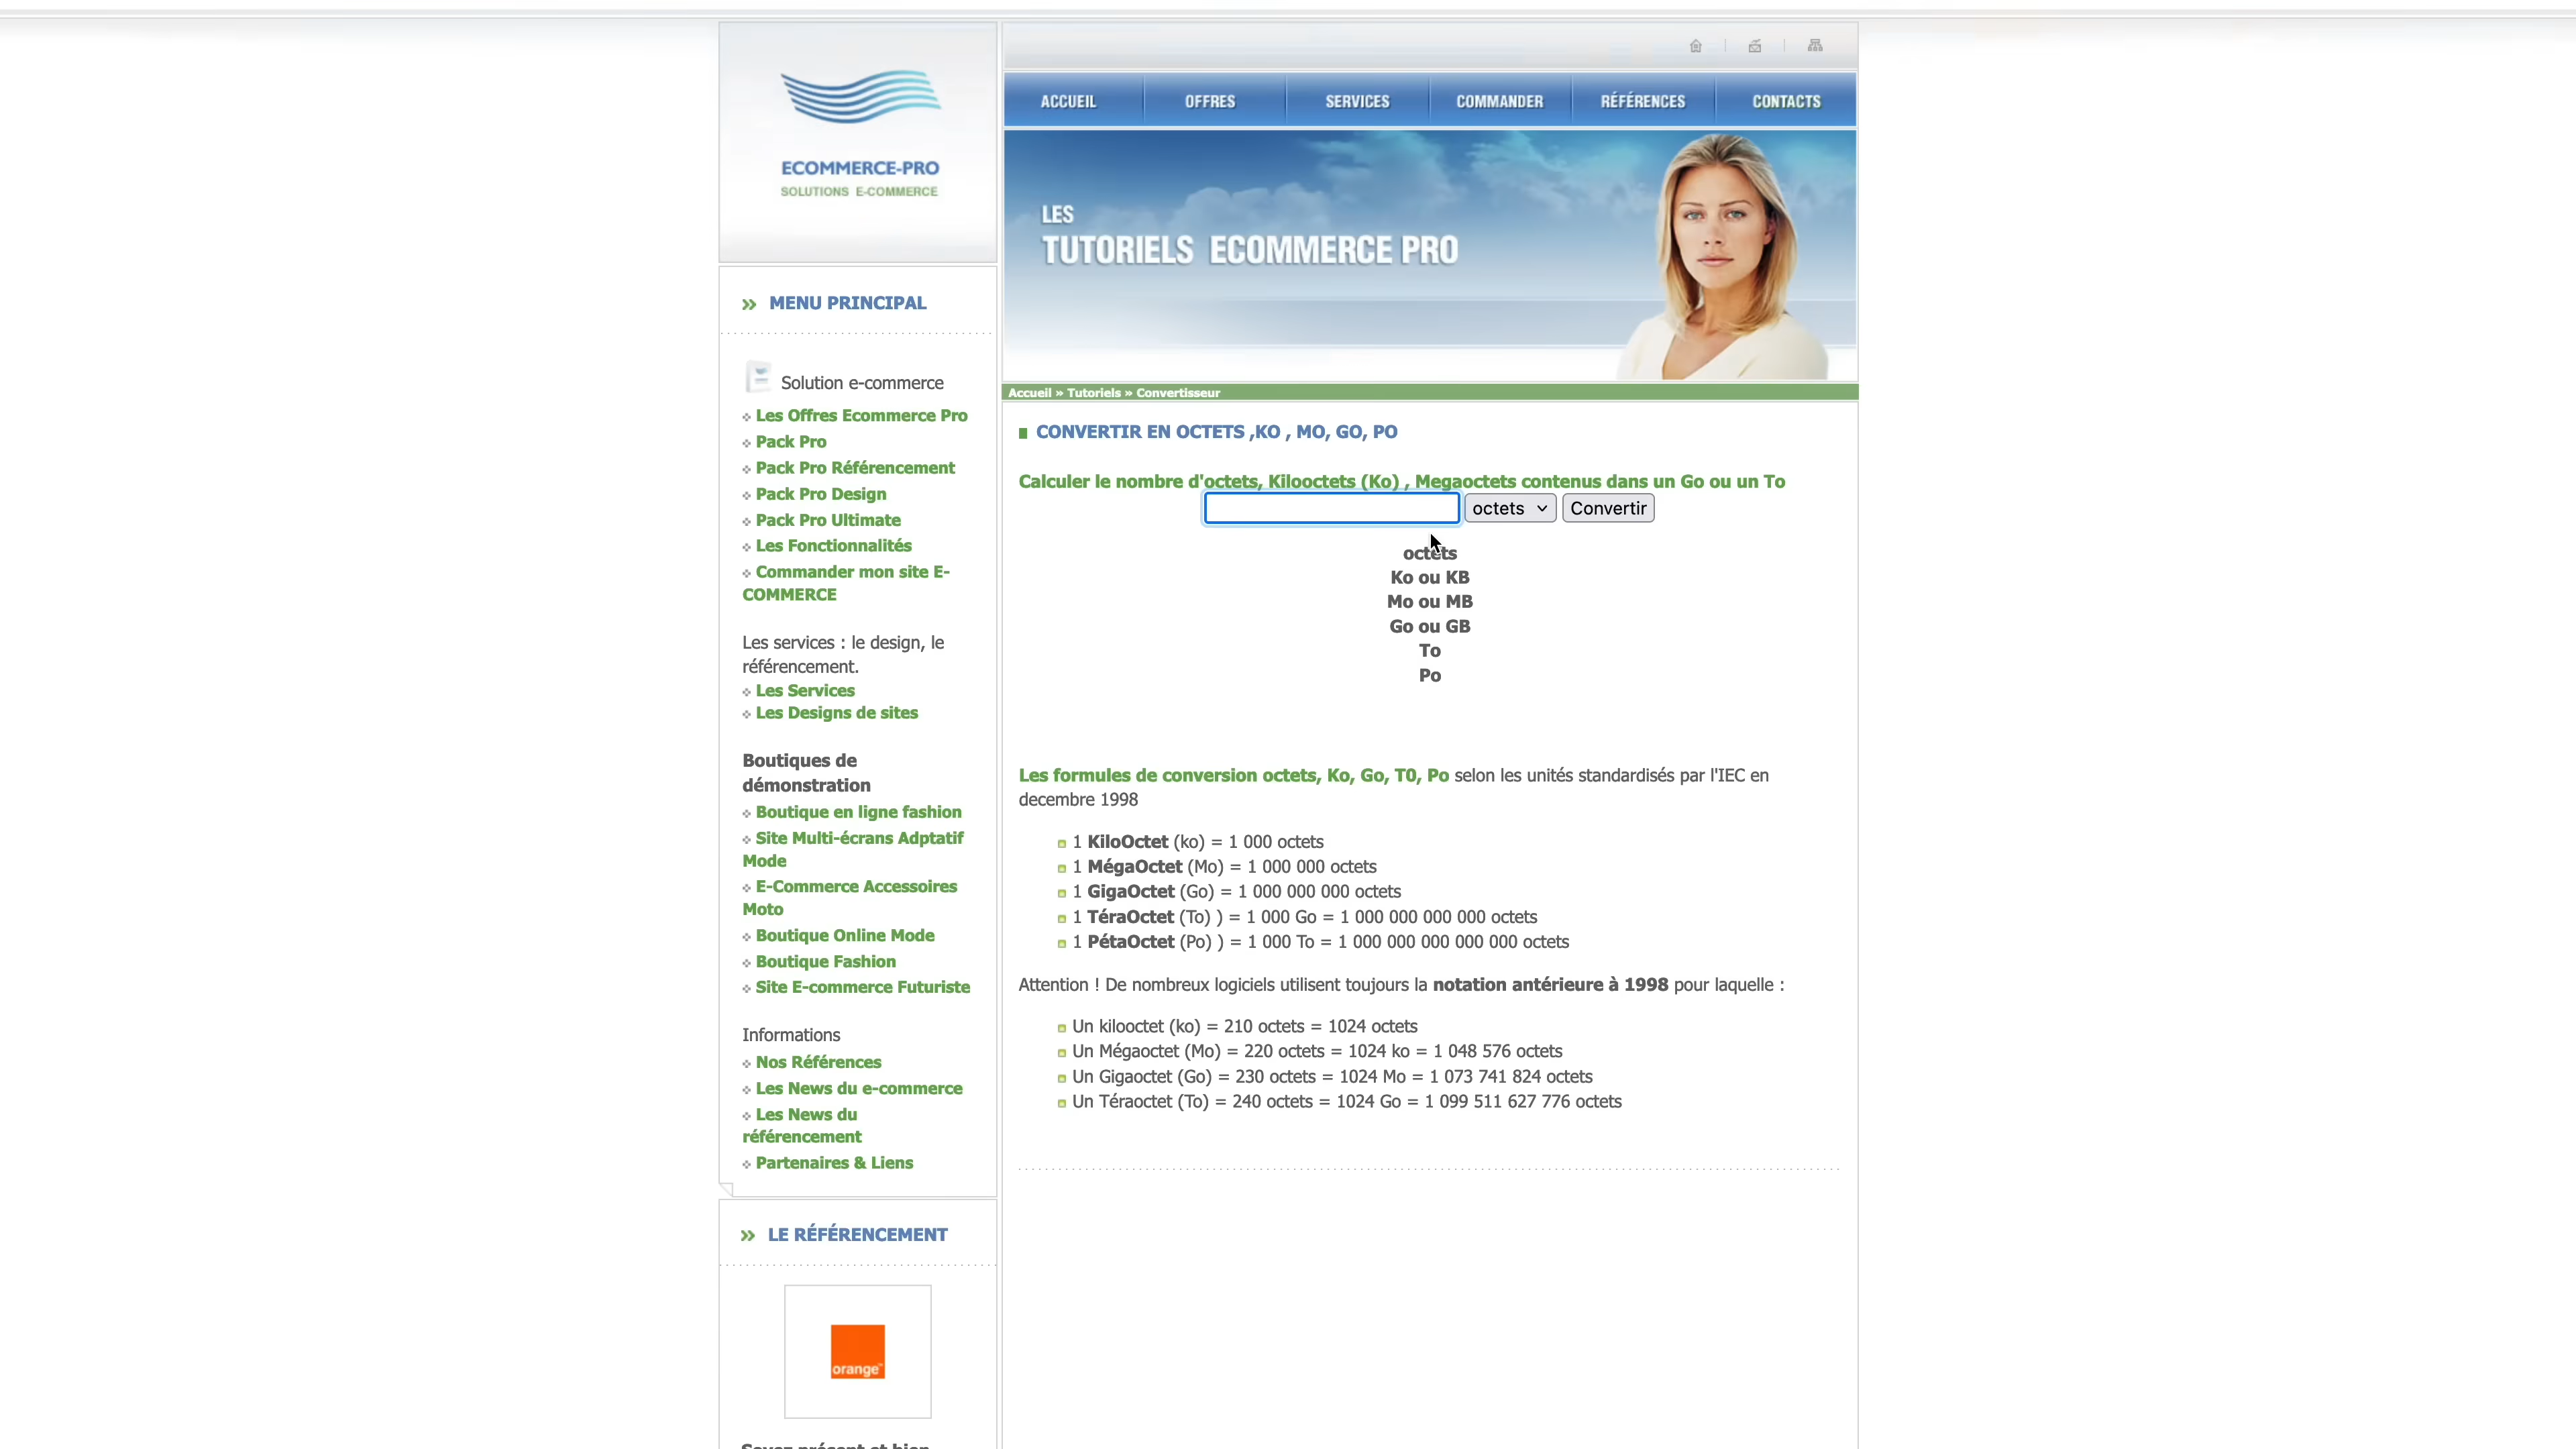 ECOMMERCE-PRO
SOLUTIONS E-COMMERCE
ACCUEIL
OFFRES
SERVICES
COMMANDER
RÉFÉRENCES
CONTACTS
LES
TUTORIELS ECOMMERCE PRO
MENU PRINCIPAL
Solution e-commerce
Les Offres Ecommerce Pro
Pack Pro
Pack Pro Référencement
Pack Pro Design
Pack Pro Ultimate
Les Fonctionnalités
Commander mon site E-
COMMERCE
Les services : le design, le
référencement.
Les Services
Les Designs de sites
Boutiques de
démonstration
Boutique en ligne fashion
Site Multi-écrans Adptatif
Mode
E-Commerce Accessoires
Moto
Boutique Online Mode
Boutique Fashion
Site E-commerce Futuriste
Informations
Nos Références
Les News du e-commerce
Les News du
référencement
Partenaires & Liens
LE RÉFÉRENCEMENT
orange
Accueil » Tutoriels » Convertisseur
CONVERTIR EN OCTETS ,KO , MO, GO, PO
Calculer le nombre d'octets, Kilooctets (Ko) , Megaoctets contenus dans un Go ou un To
octets
Convertir
octets
Ko ou KB
Mo ou MB
Go ou GB
To
Po
Les formules de conversion octets, Ko, Go, T0, Po selon les unités standardisés par l'IEC en
decembre 1998
1 KiloOctet (ko) = 1 000 octets
1 MégaOctet (Mo) = 1 000 000 octets
1 GigaOctet (Go) = 1 000 000 000 octets
1 TéraOctet (To) ) = 1 000 Go = 1 000 000 000 000 octets
1 PétaOctet (Po) ) = 1 000 To = 1 000 000 000 000 000 octets
Attention ! De nombreux logiciels utilisent toujours la notation antérieure à 1998 pour laquelle :
Un kilooctet (ko) = 210 octets = 1024 octets
Un Mégaoctet (Mo) = 220 octets = 1024 ko = 1 048 576 octets
Un Gigaoctet (Go) = 230 octets = 1024 Mo = 1 073 741 824 octets
Un Téraoctet (To) = 240 octets = 1024 Go = 1 099 511 627 776 octets